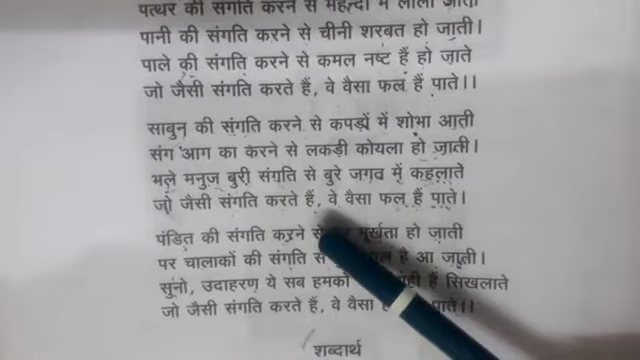 पत्थर की संगति करने से मेहन्दी में लाली आती
पानी की संगति करने से चीनी शरबत हो जाती।
पाले की संगति करने से कमल नष्ट हैं हो जाते
जो जैसी संगति करते हैं, वे वैसा फल हैं पाते।।
साबुन की संगति करने से कपड़ों में शोभा आती
संग आग का करने से लकड़ी कोयला हो जाती।
भले मनुज बुरी संगति से बुरे जगत में कहलाते
जो जैसी संगति करते हैं, वे वैसा फल हैं पाते।
पंडित की संगति करने से मूर्खता हो जाती
पर चालाकों की संगति से है आ जाती।
सुनो, उदाहरण ये सब हमको हैं सिखलाते
जो जैसी संगति करते हैं, वे वैसा पाते।।
शब्दार्थ